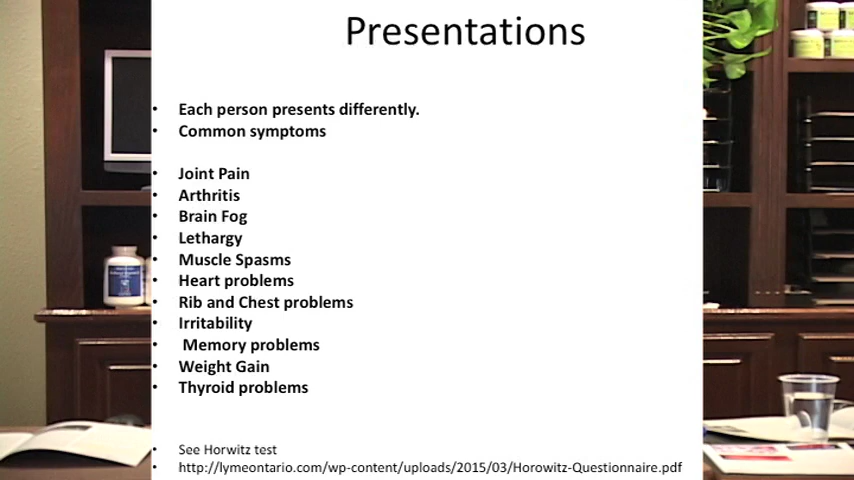 Presentations
• Each person presents differently.
• Common symptoms
• Joint Pain
• Arthritis
• Brain Fog
• Lethargy
• Muscle Spasms
• Heart problems
• Rib and Chest problems
• Irritability
• Memory problems
• Weight Gain
• Thyroid problems
• See Horwitz test
• http://lymeontario.com/wp-content/uploads/2015/03/Horowitz-Questionnaire.pdf